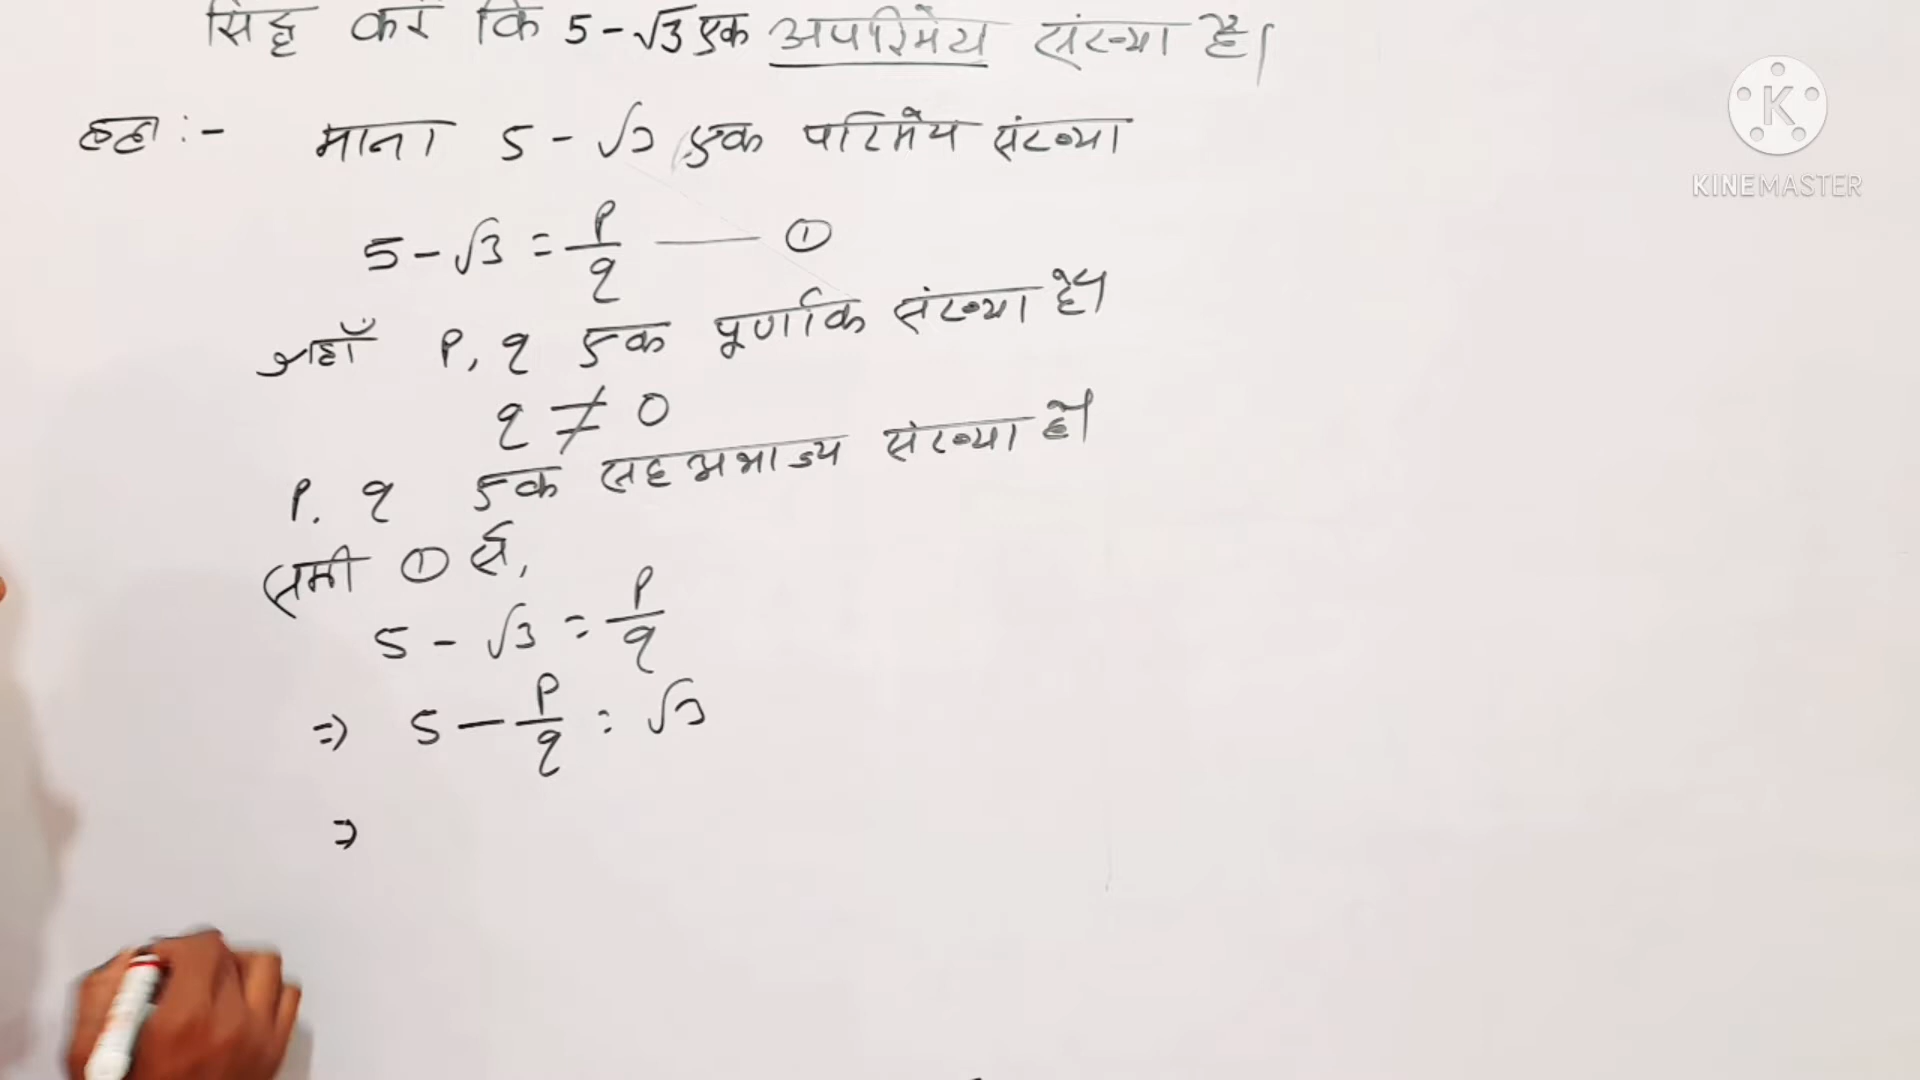 सिद्ध करें कि 5-√3 एक अपरिमेय संख्या है।
हल :- माना 5 - √3 एक परिमेय संख्या
5 - √3 = P/q —— ①
जहाँ P, q एक पूर्णांक संख्या है।
q ≠ 0
P, q एक सहअभाज्य संख्या है।
समी ① से,
5 - √3 = P/q
⇒ 5 - P/q = √3
⇒
KINEMASTER